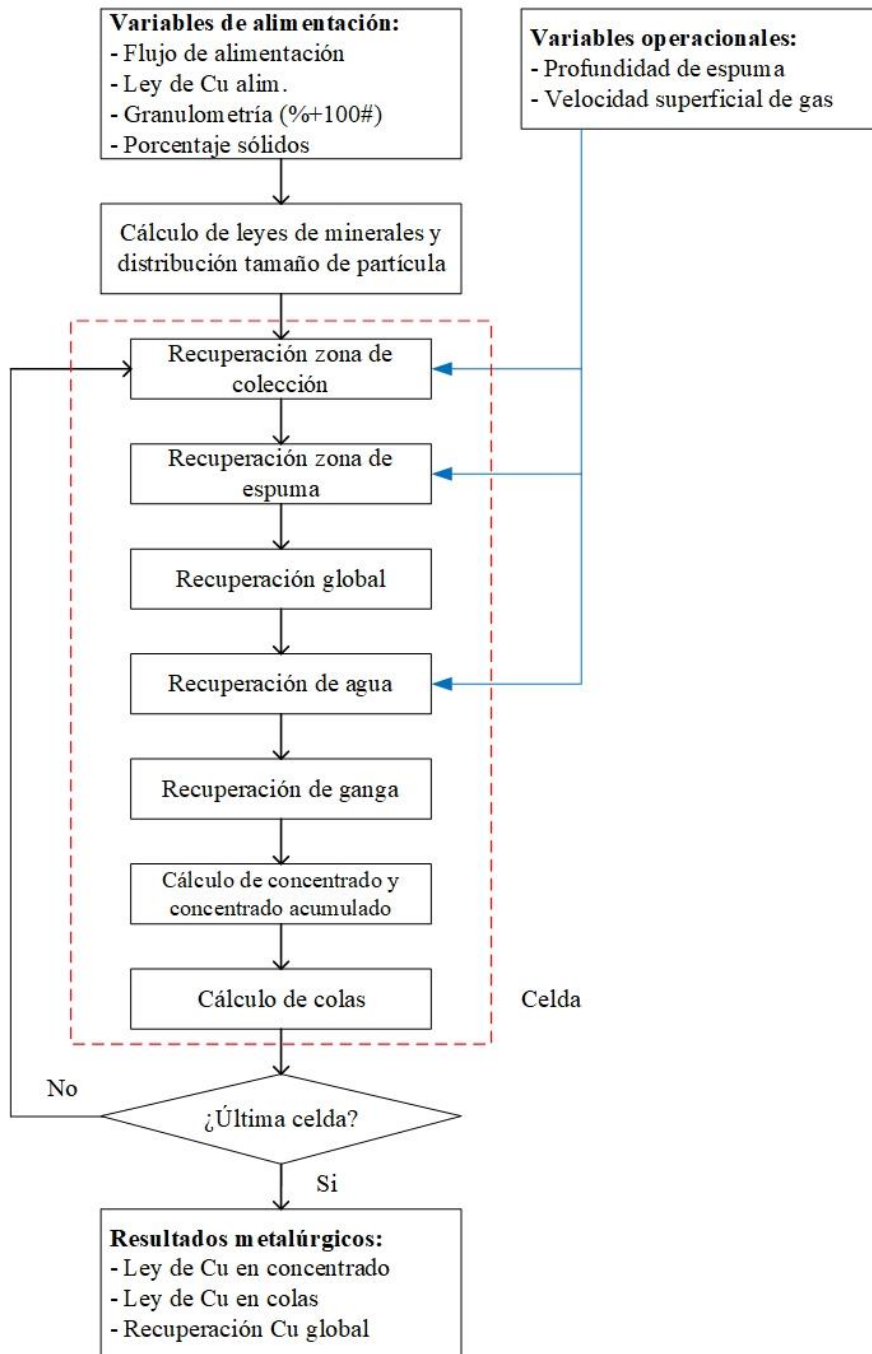 Variables de alimentación:
- Flujo de alimentación
- Ley de Cu alim.
- Granulometría (%+100#)
- Porcentaje sólidos
Variables operacionales:
- Profundidad de espuma
- Velocidad superficial de gas
Cálculo de leyes de minerales y
distribución tamaño de partícula
Recuperación zona de
colección
Recuperación zona de
espuma
Recuperación global
Recuperación de agua
Recuperación de ganga
Cálculo de concentrado y
concentrado acumulado
Cálculo de colas
Celda
No
¿Última celda?
Si
Resultados metalúrgicos:
- Ley de Cu en concentrado
- Ley de Cu en colas
- Recuperación Cu global